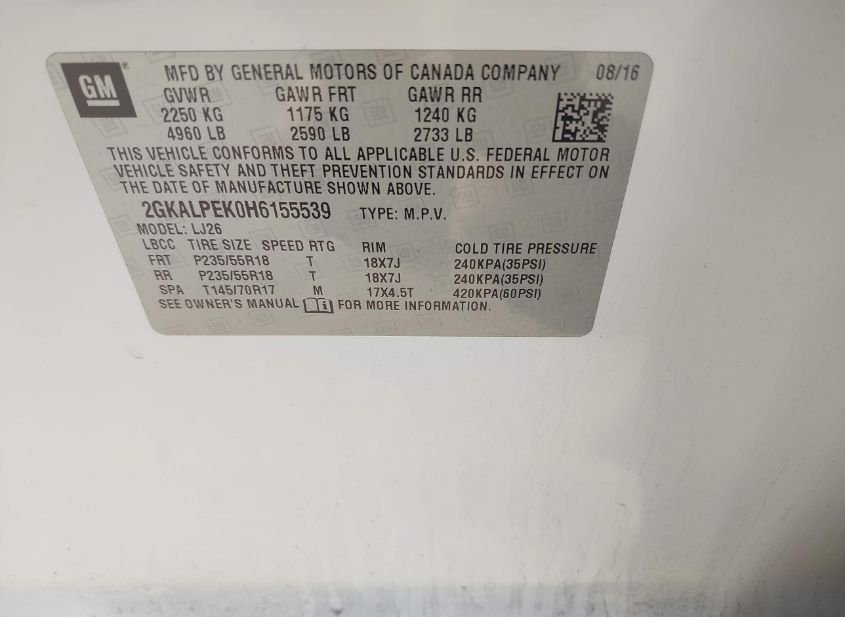 GM®
MFD BY GENERAL MOTORS OF CANADA COMPANY 08/16
GVWR GAWR FRT GAWR RR
2250 KG 1175 KG 1240 KG
4960 LB 2590 LB 2733 LB
THIS VEHICLE CONFORMS TO ALL APPLICABLE U.S. FEDERAL MOTOR
VEHICLE SAFETY AND THEFT PREVENTION STANDARDS IN EFFECT ON
THE DATE OF MANUFACTURE SHOWN ABOVE.
2GKALPEK0H6155539 TYPE: M.P.V.
MODEL: LJ26
LBCC TIRE SIZE SPEED RTG RIM COLD TIRE PRESSURE
FRT P235/55R18 T 18X7J 240KPA(35PSI)
RR P235/55R18 T 18X7J 240KPA(35PSI)
SPA T145/70R17 M 17X4.5T 420KPA(60PSI)
SEE OWNER'S MANUAL FOR MORE INFORMATION.